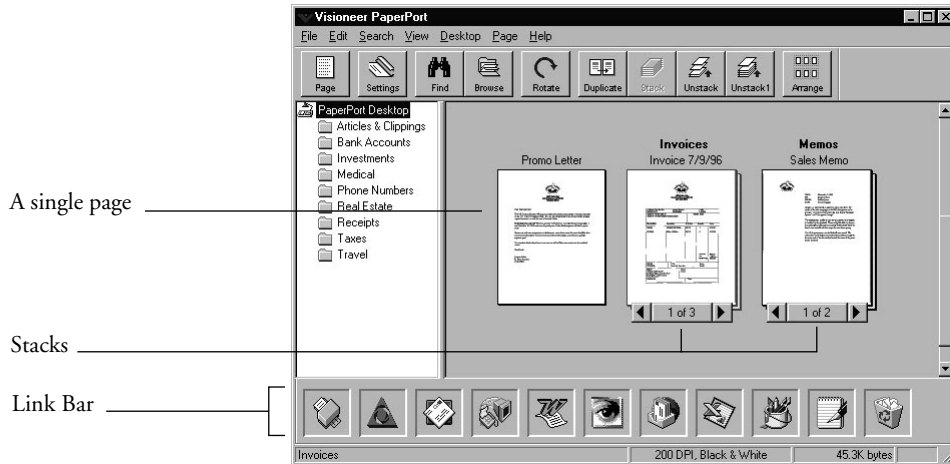 Visioneer PaperPort
File Edit Search View Desktop Page Help
Page Settings Find Browse Rotate Duplicate Stack Unstack Unstack1 Arrange
PaperPort Desktop
Articles & Clippings
Bank Accounts
Investments
Medical
Phone Numbers
Real Estate
Receipts
Taxes
Travel
Invoices Memos
Promo Letter Invoice 7/9/96 Sales Memo
1 of 3 1 of 2
A single page
Stacks
Link Bar
Invoices 200 DPI, Black & White 45.3K bytes